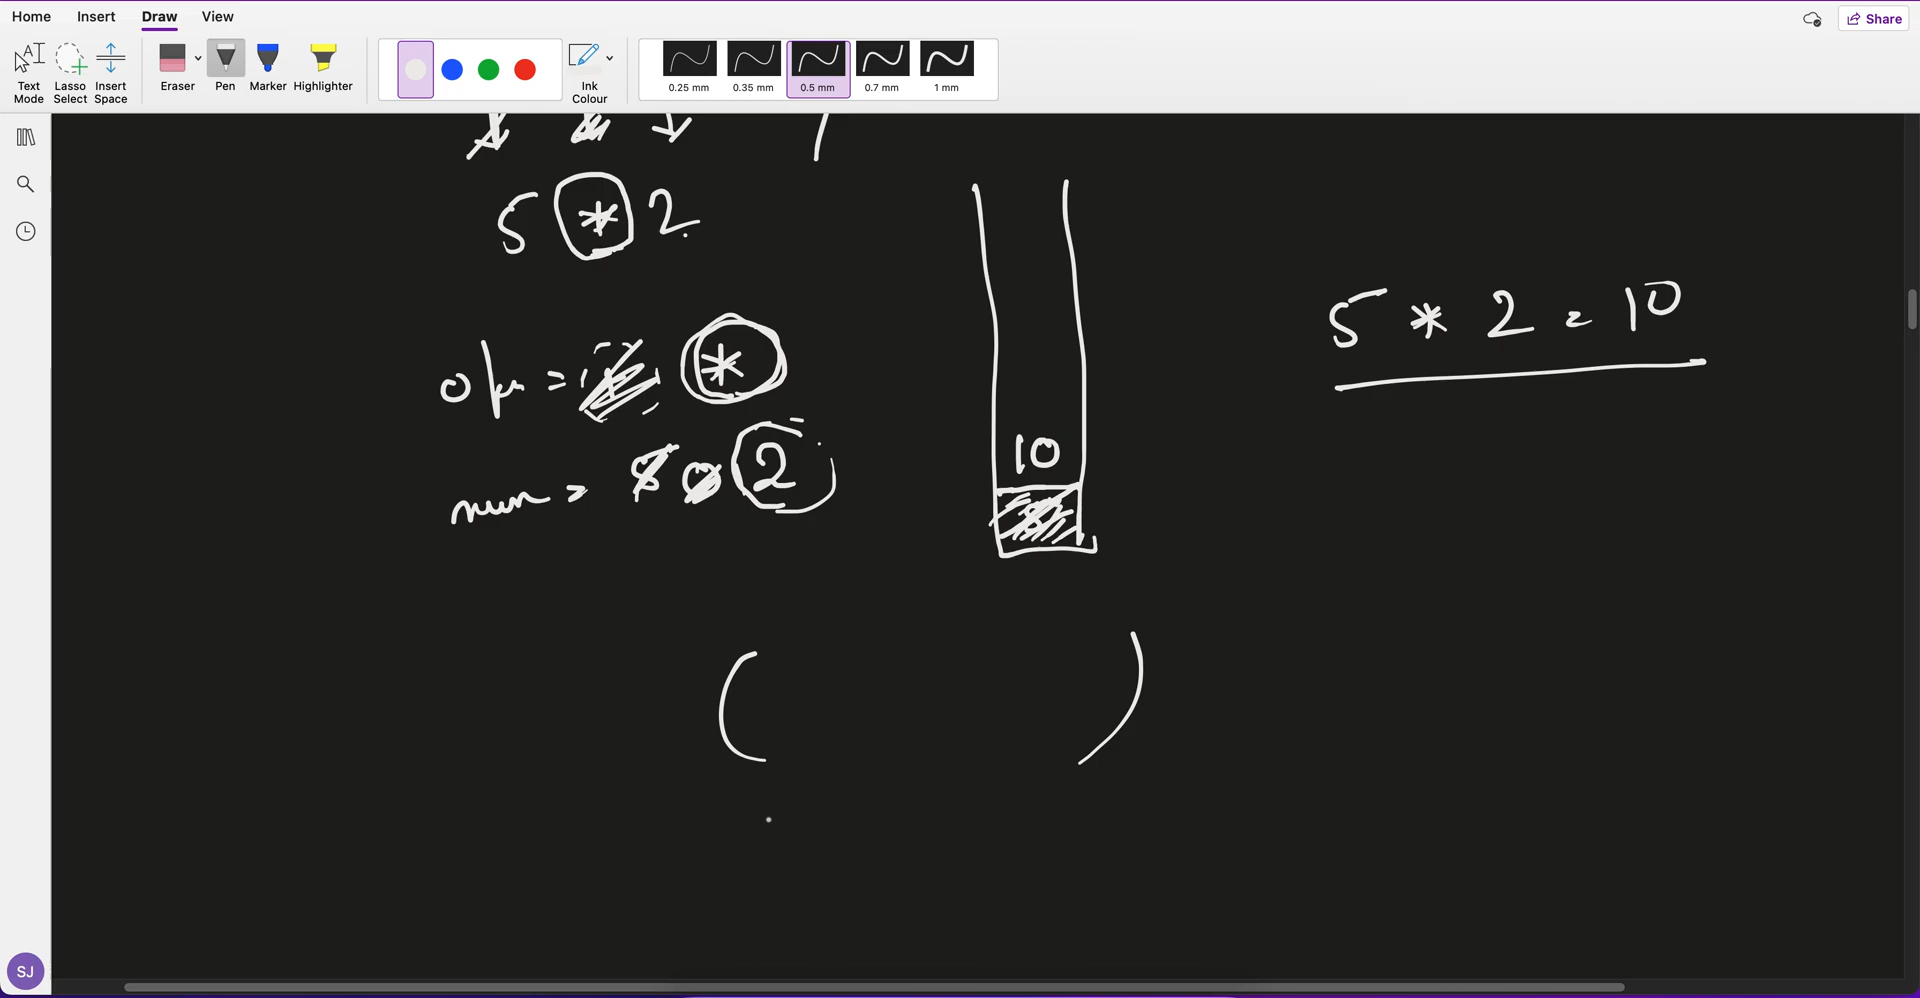 Home Insert Draw View
Share
Text Mode
Lasso Select
Insert Space
Eraser
Pen
Marker
Highlighter
Ink Colour
0.25 mm
0.35 mm
0.5 mm
0.7 mm
1 mm
5 * 2
5 * 2 = 10
*
num = 2
10
( )
SJ